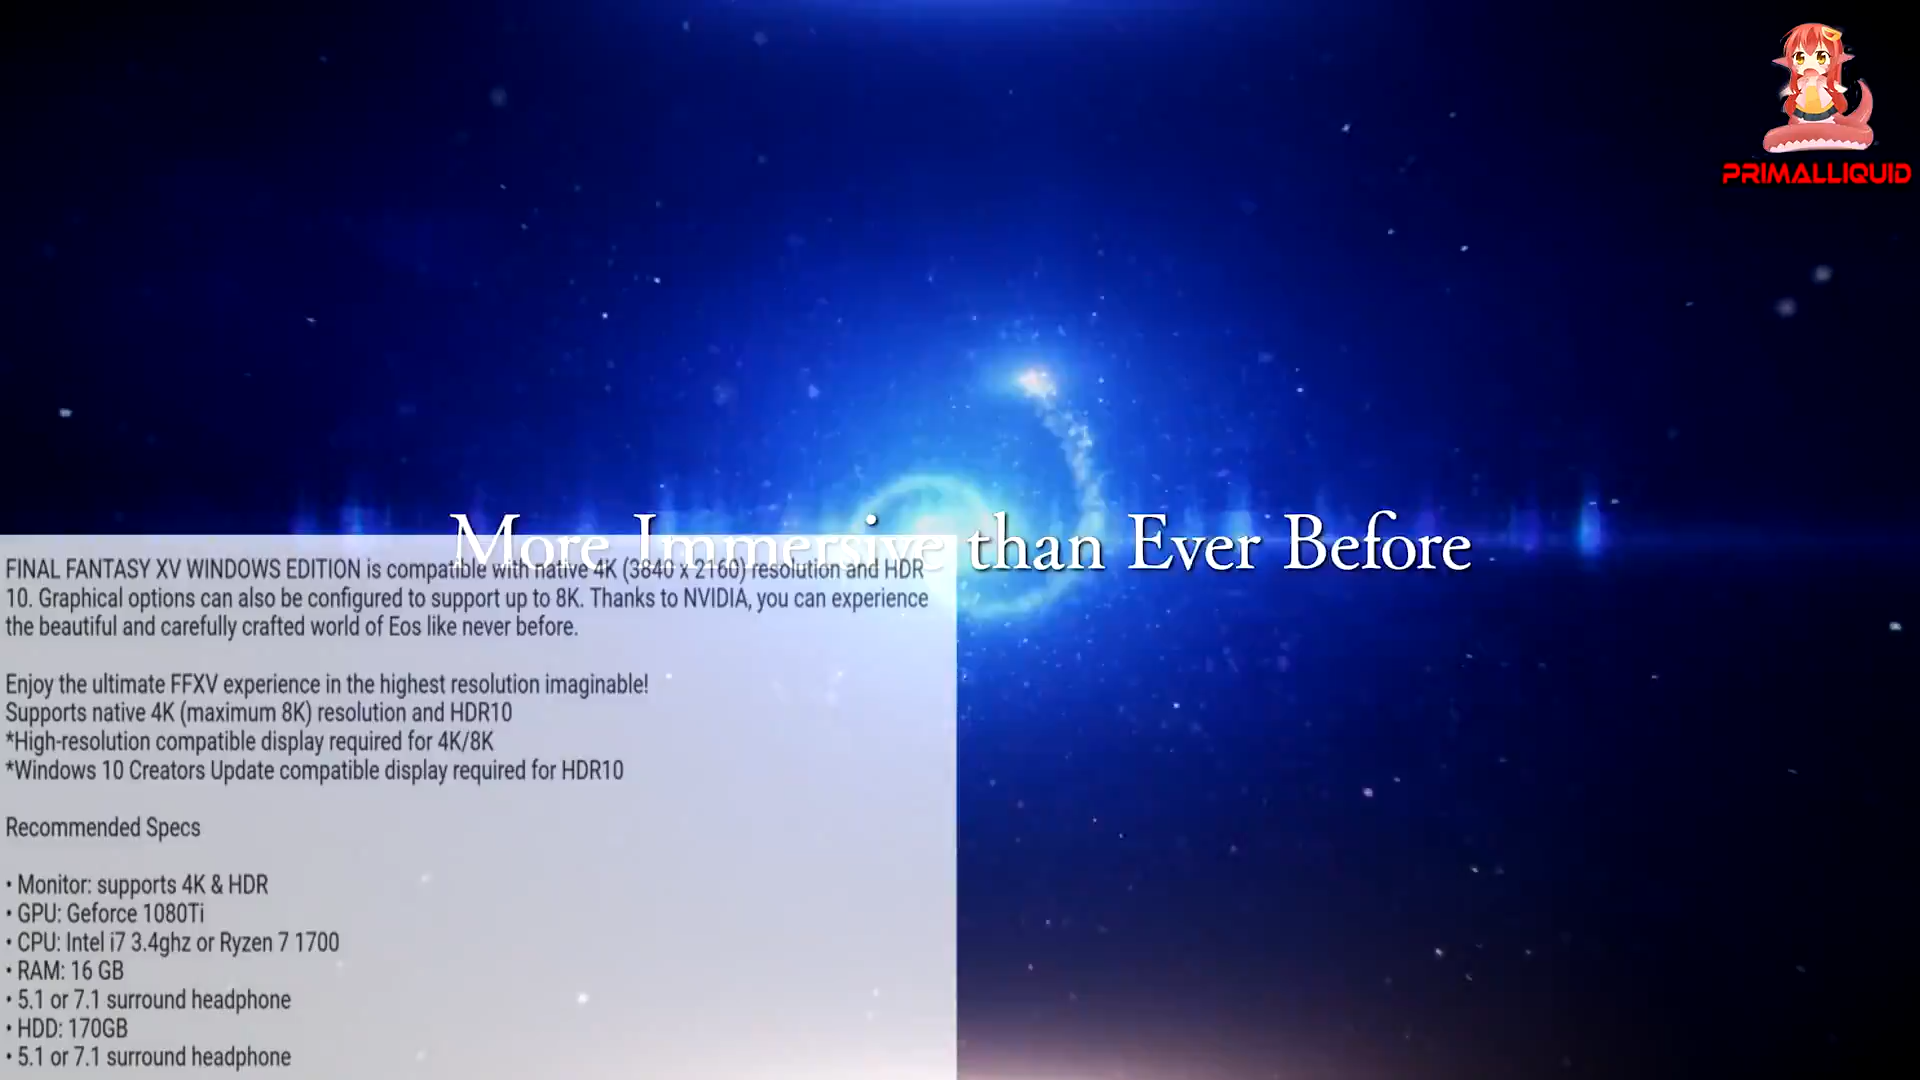 PRIMALLIQUID
More Immersive than Ever Before
FINAL FANTASY XV WINDOWS EDITION is compatible with native 4K (3840 x 2160) resolution and HDR
10. Graphical options can also be configured to support up to 8K. Thanks to NVIDIA, you can experience
the beautiful and carefully crafted world of Eos like never before.
Enjoy the ultimate FFXV experience in the highest resolution imaginable!
Supports native 4K (maximum 8K) resolution and HDR10
*High-resolution compatible display required for 4K/8K
*Windows 10 Creators Update compatible display required for HDR10
Recommended Specs
• Monitor: supports 4K & HDR
• GPU: Geforce 1080Ti
• CPU: Intel i7 3.4ghz or Ryzen 7 1700
• RAM: 16 GB
• 5.1 or 7.1 surround headphone
• HDD: 170GB
• 5.1 or 7.1 surround headphone